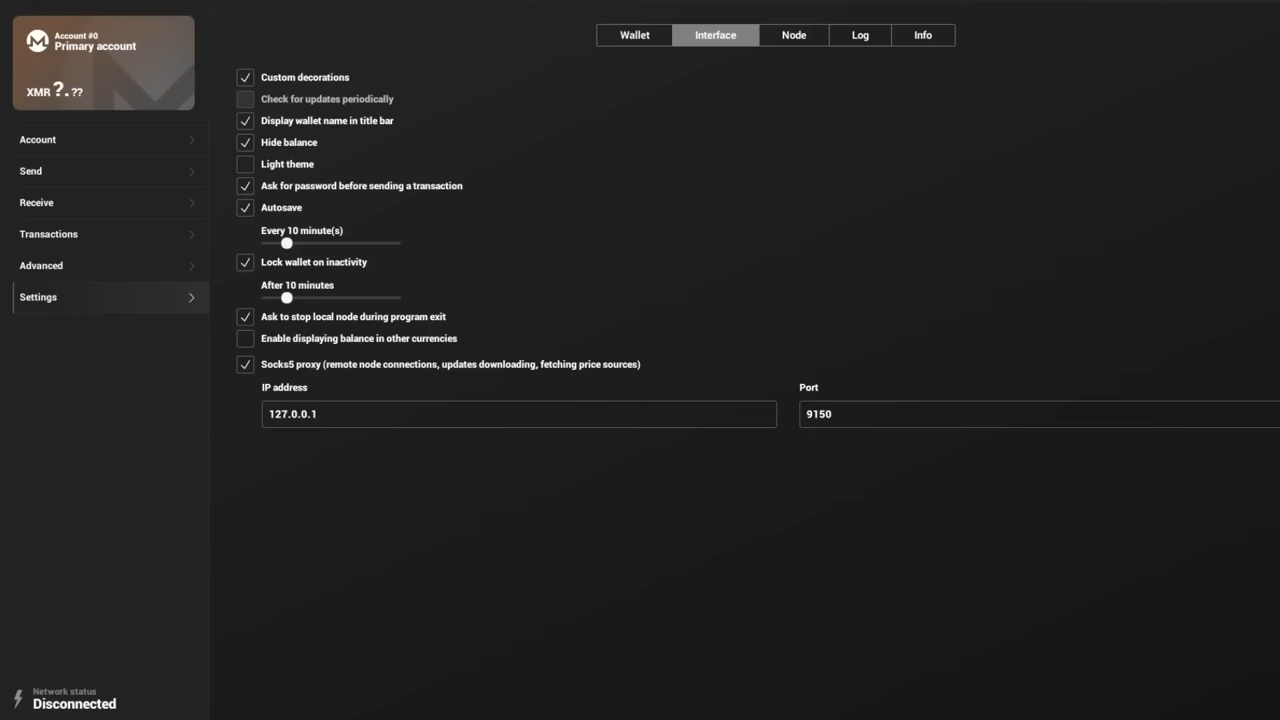 Account #0
Primary account
XMR ?.??
Account
Send
Receive
Transactions
Advanced
Settings
Network status
Disconnected
Wallet
Interface
Node
Log
Info
Custom decorations
Check for updates periodically
Display wallet name in title bar
Hide balance
Light theme
Ask for password before sending a transaction
Autosave
Every 10 minute(s)
Lock wallet on inactivity
After 10 minutes
Ask to stop local node during program exit
Enable displaying balance in other currencies
Socks5 proxy (remote node connections, updates downloading, fetching price sources)
IP address
Port
127.0.0.1
9150